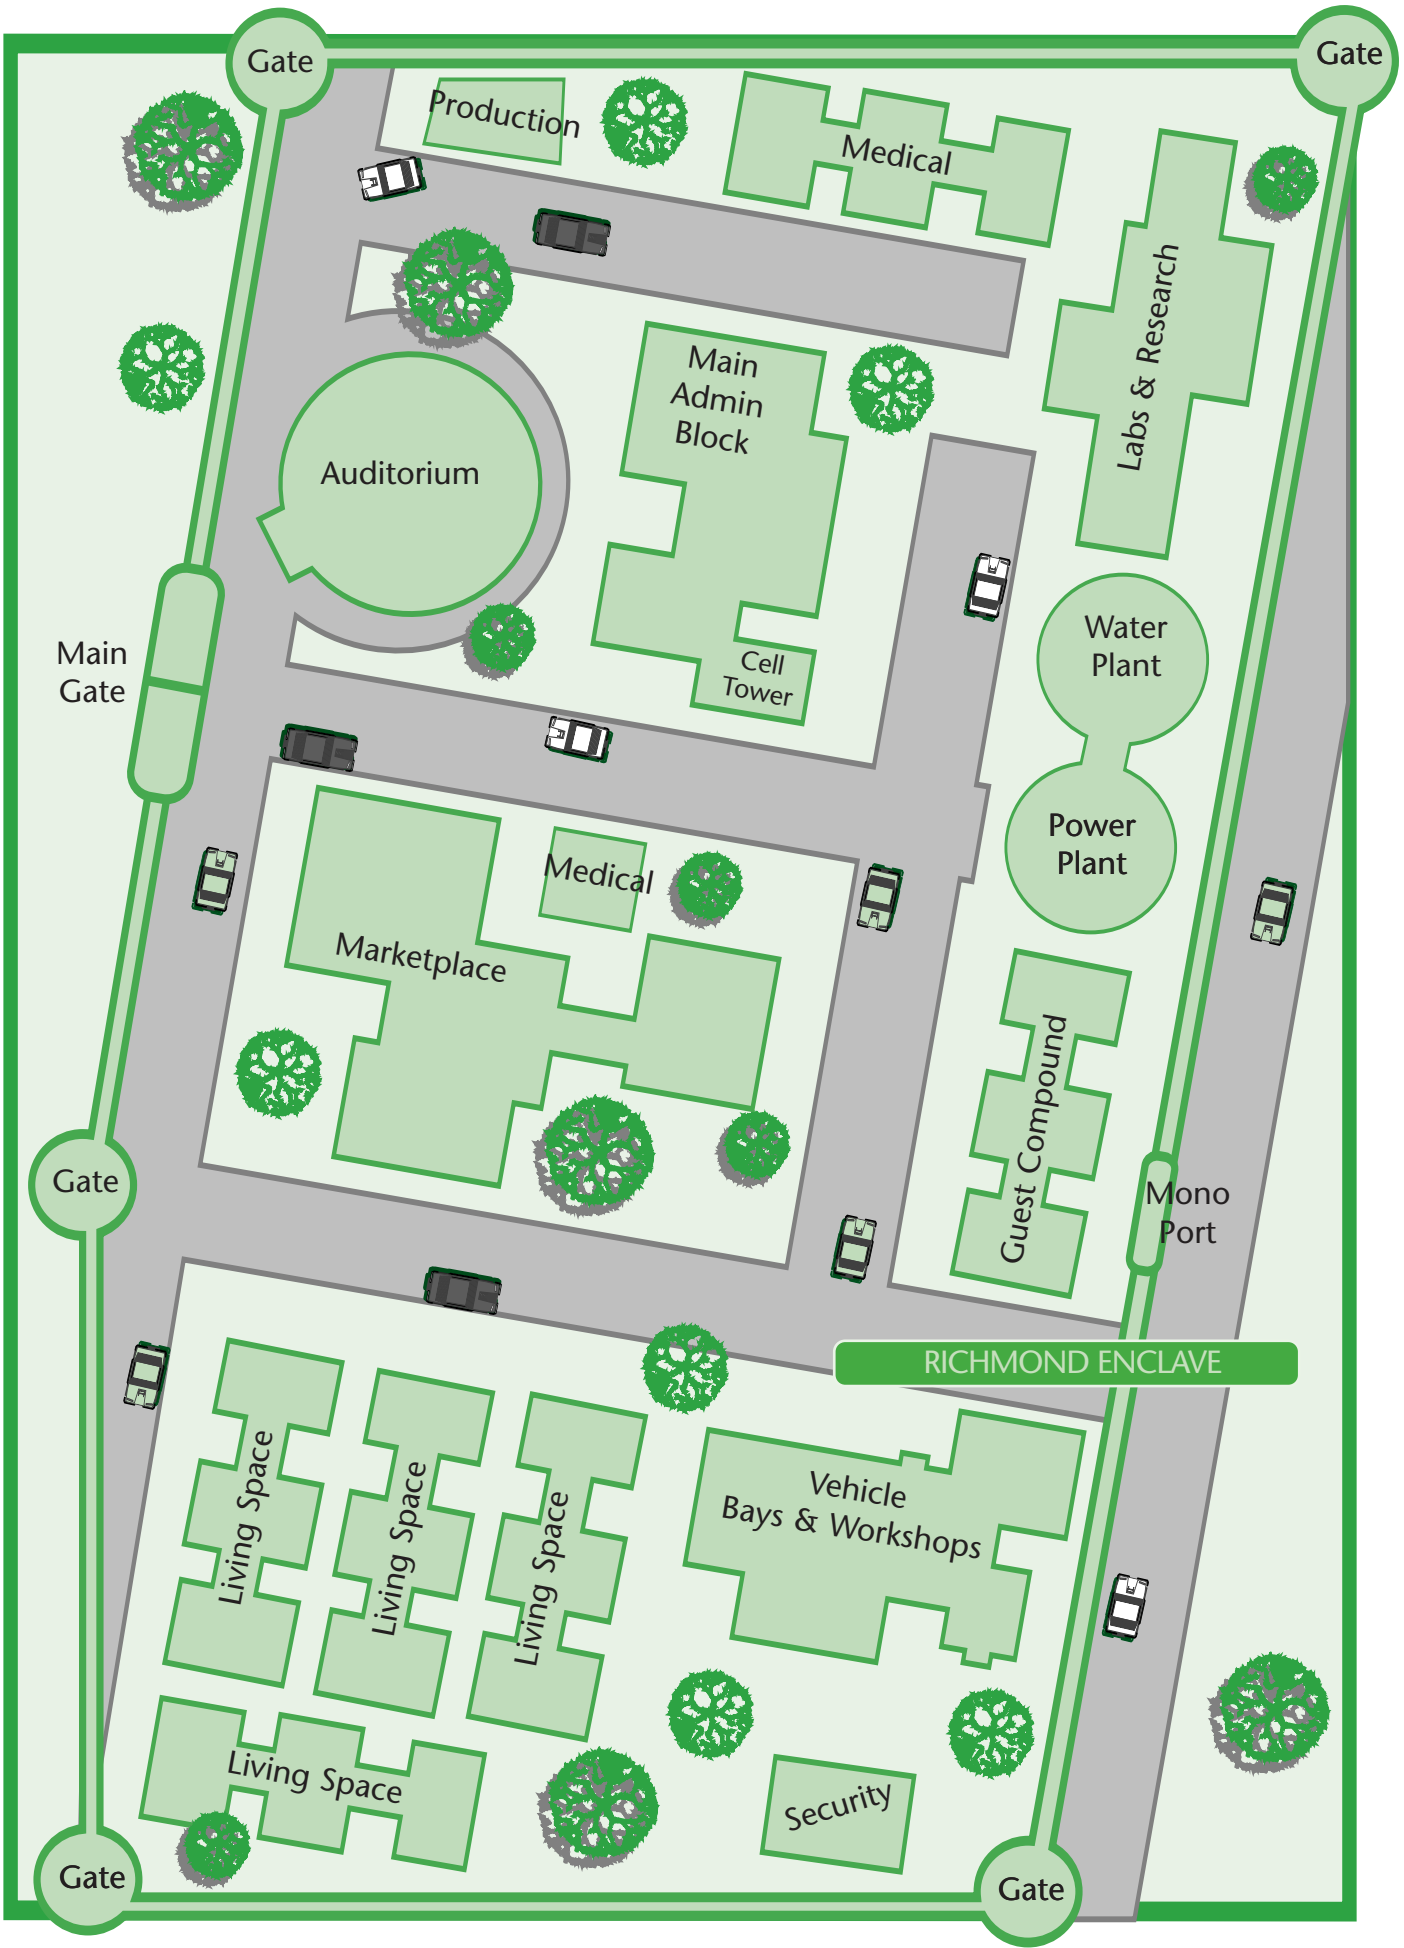 Gate
Gate
Production
Medical
Labs & Research
Main
Admin
Block
Auditorium
Water
Plant
Main
Gate
Cell
Tower
Power
Plant
Medical
Marketplace
Guest Compound
Gate
Mono
Port
RICHMOND ENCLAVE
Living Space
Living Space
Living Space
Vehicle
Bays & Workshops
Living Space
Security
Gate
Gate